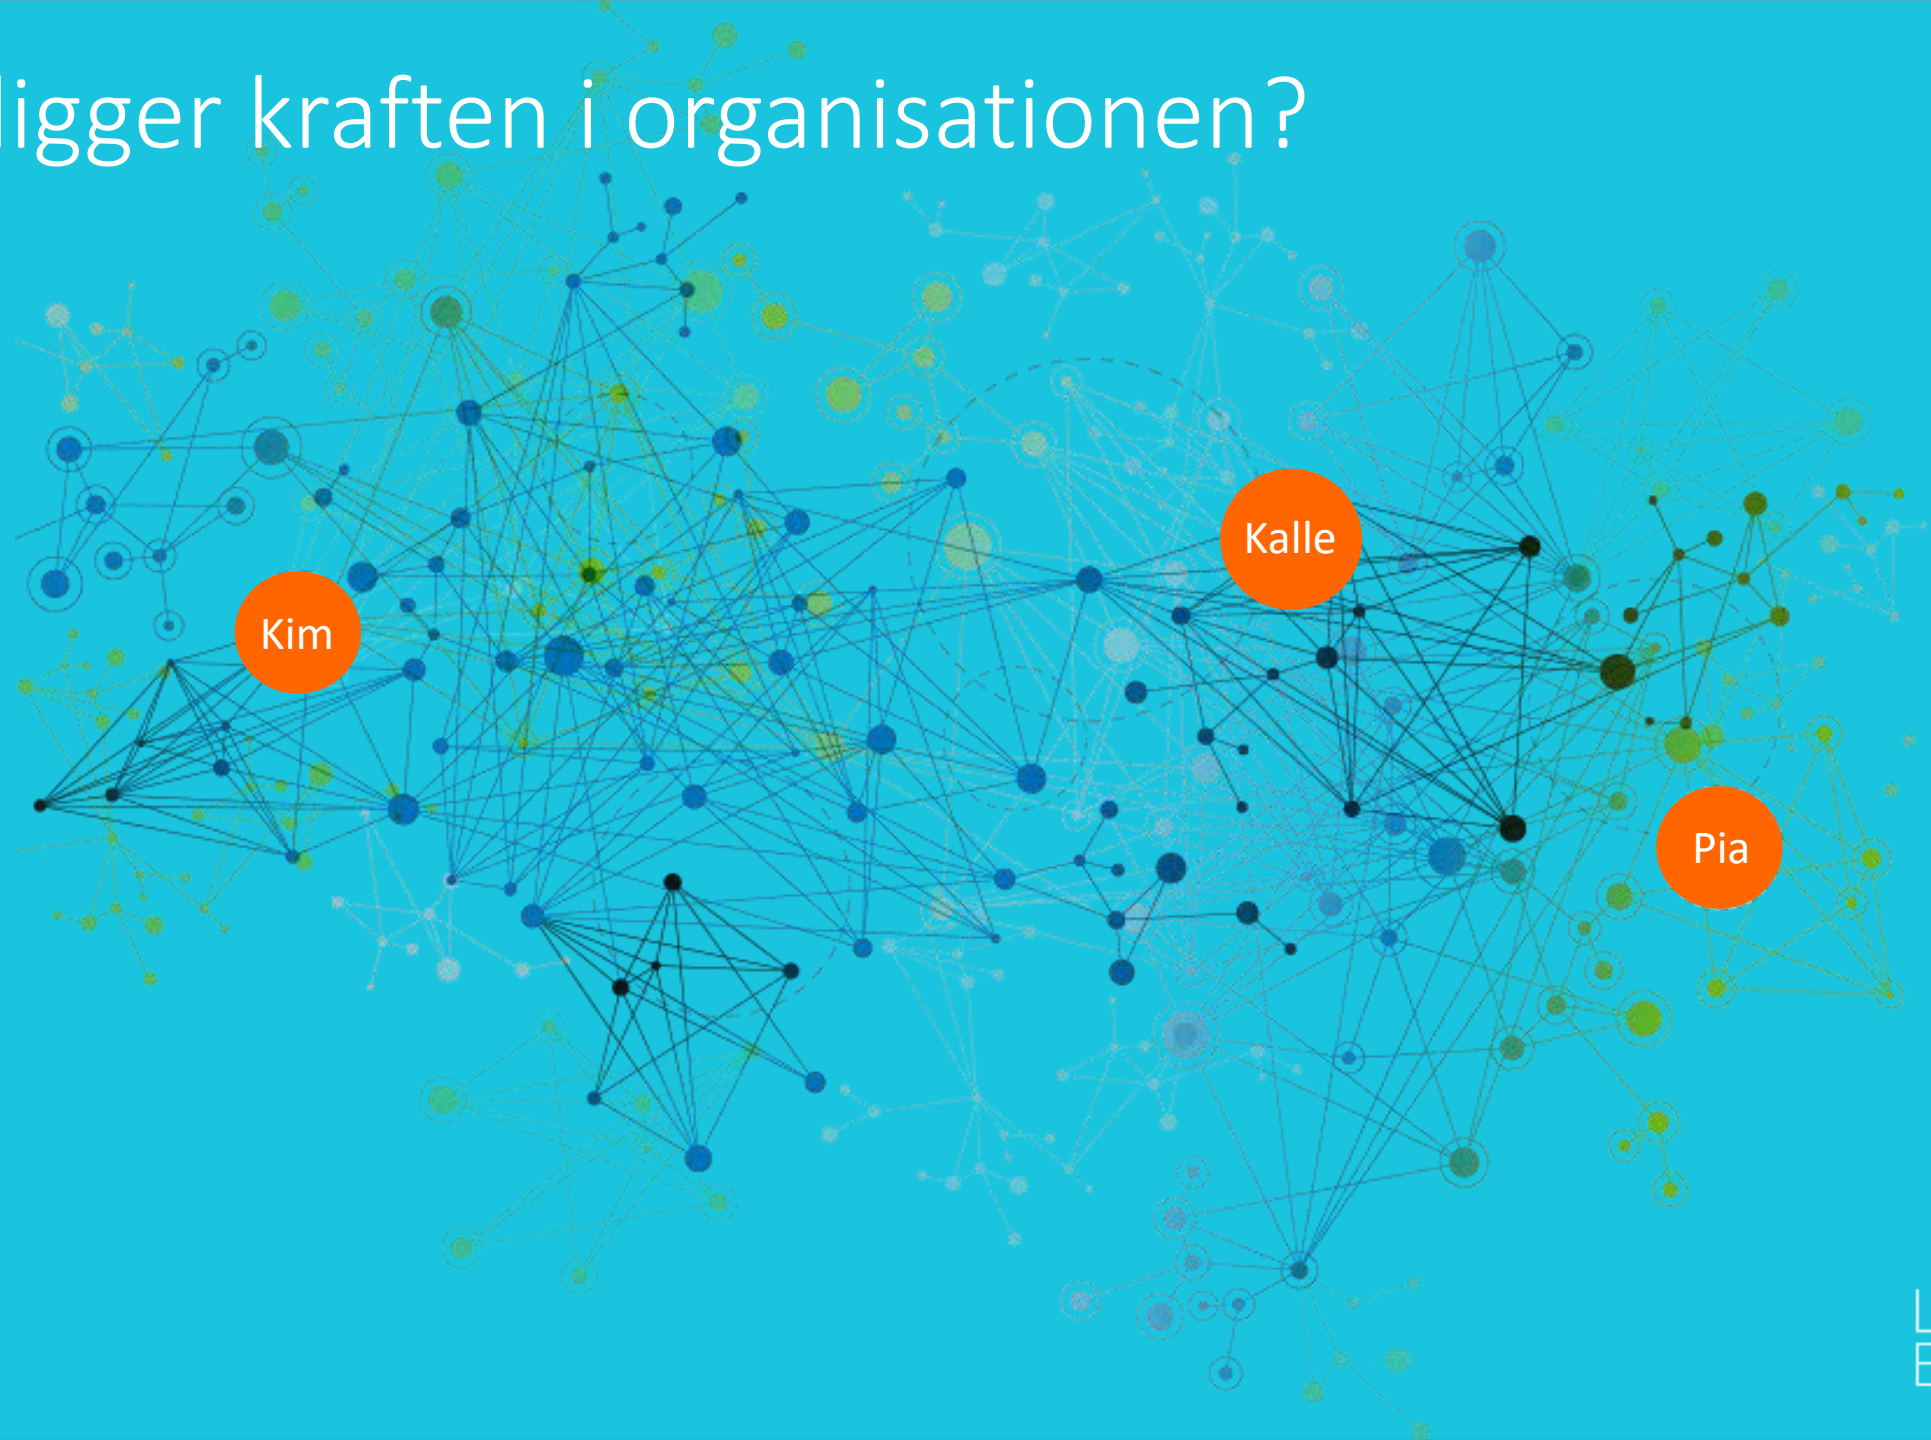 ligger kraften i organisationen?
Kalle
Kim
Pia